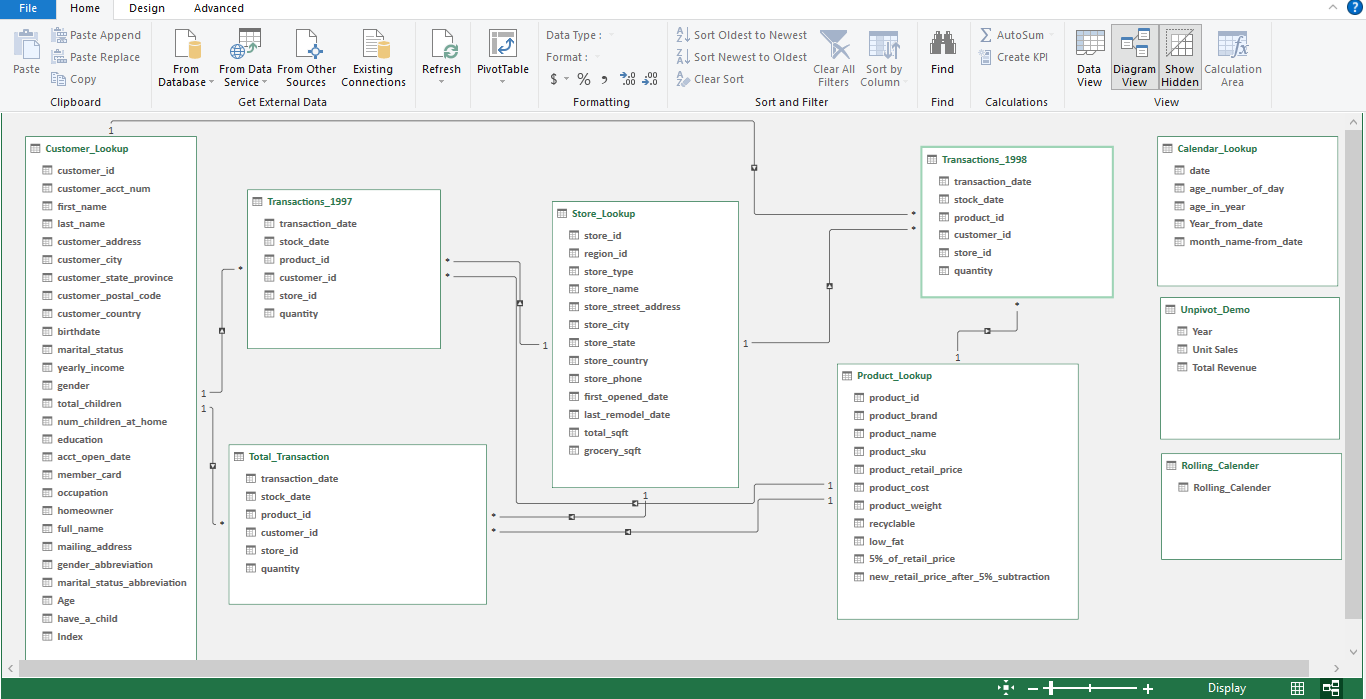 File Home Design Advanced
Paste
Paste Append
Paste Replace
Copy
Clipboard
From Database
From Data Service
From Other Sources
Existing Connections
Get External Data
Refresh
PivotTable
Data Type :
Format :
$ % ,
.0 .00
.00 .0
Formatting
Sort Oldest to Newest
Sort Newest to Oldest
Clear Sort
Clear All Filters
Sort by Column
Sort and Filter
Find
Find
AutoSum
Create KPI
Calculations
Data View
Diagram View
Show Hidden
Calculation Area
View
Customer_Lookup
customer_id
customer_acct_num
first_name
last_name
customer_address
customer_city
customer_state_province
customer_postal_code
customer_country
birthdate
marital_status
yearly_income
gender
total_children
num_children_at_home
education
acct_open_date
member_card
occupation
homeowner
full_name
mailing_address
gender_abbreviation
marital_status_abbreviation
Age
have_a_child
Index
1
1
1
Transactions_1997
transaction_date
stock_date
product_id
customer_id
store_id
quantity
*
*
*
Total_Transaction
transaction_date
stock_date
product_id
customer_id
store_id
quantity
*
*
*
Store_Lookup
store_id
region_id
store_type
store_name
store_street_address
store_city
store_state
store_country
store_phone
first_opened_date
last_remodel_date
total_sqft
grocery_sqft
1
1
1
Transactions_1998
transaction_date
stock_date
product_id
customer_id
store_id
quantity
*
*
*
Product_Lookup
product_id
product_brand
product_name
product_sku
product_retail_price
product_cost
product_weight
recyclable
low_fat
5%_of_retail_price
new_retail_price_after_5%_subtraction
1
1
1
Calendar_Lookup
date
age_number_of_day
age_in_year
Year_from_date
month_name-from_date
Unpivot_Demo
Year
Unit Sales
Total Revenue
Rolling_Calender
Rolling_Calender
Display